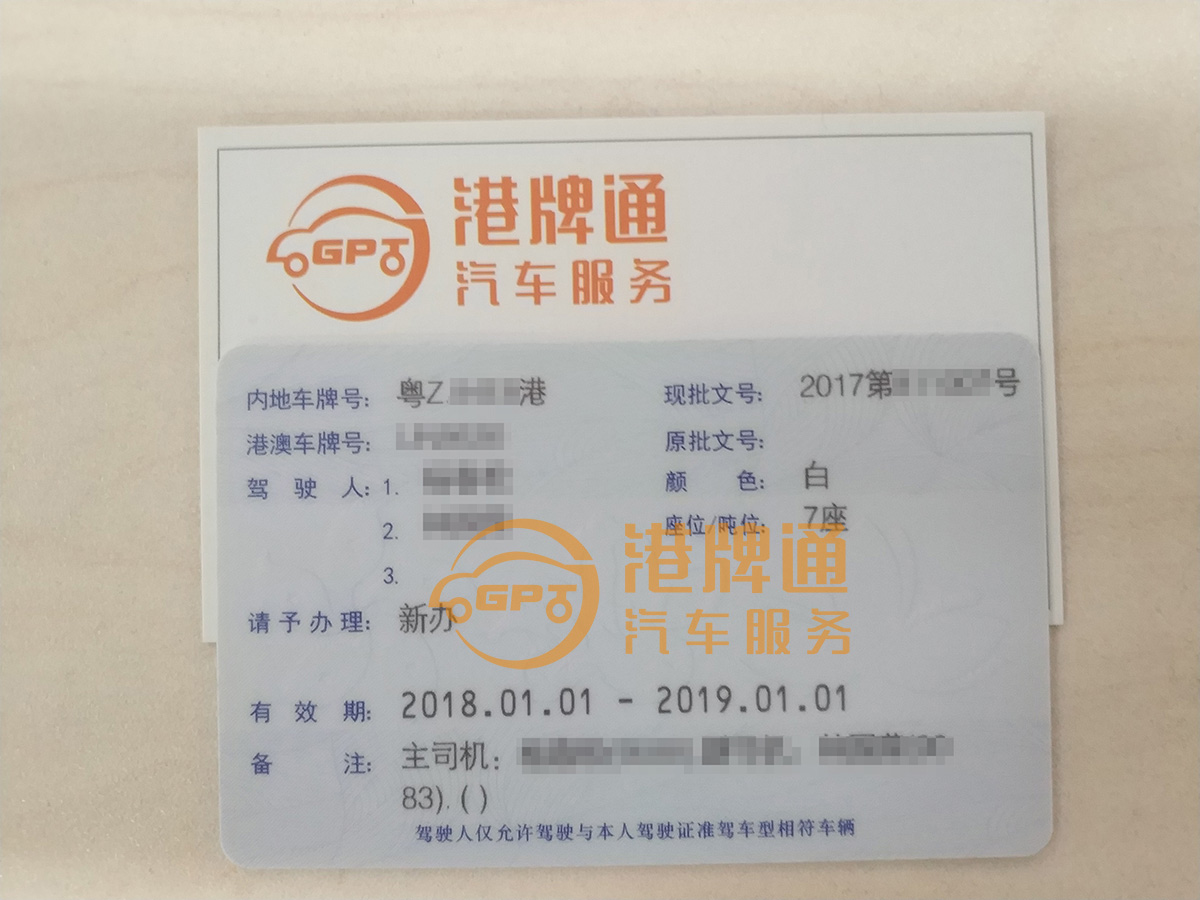 GPT 港牌通
汽车服务
内地车牌号: 粤Z 港 现批文号: 2017第 号
港澳车牌号: 原批文号:
驾驶人: 1. 颜色: 白
2. 座位/吨位: 7座
3.
GPT 港牌通
汽车服务
请予办理: 新办
有效期: 2018.01.01 - 2019.01.01
备注: 主司机:
83). ( )
驾驶人仅允许驾驶与本人驾驶证准驾车型相符车辆